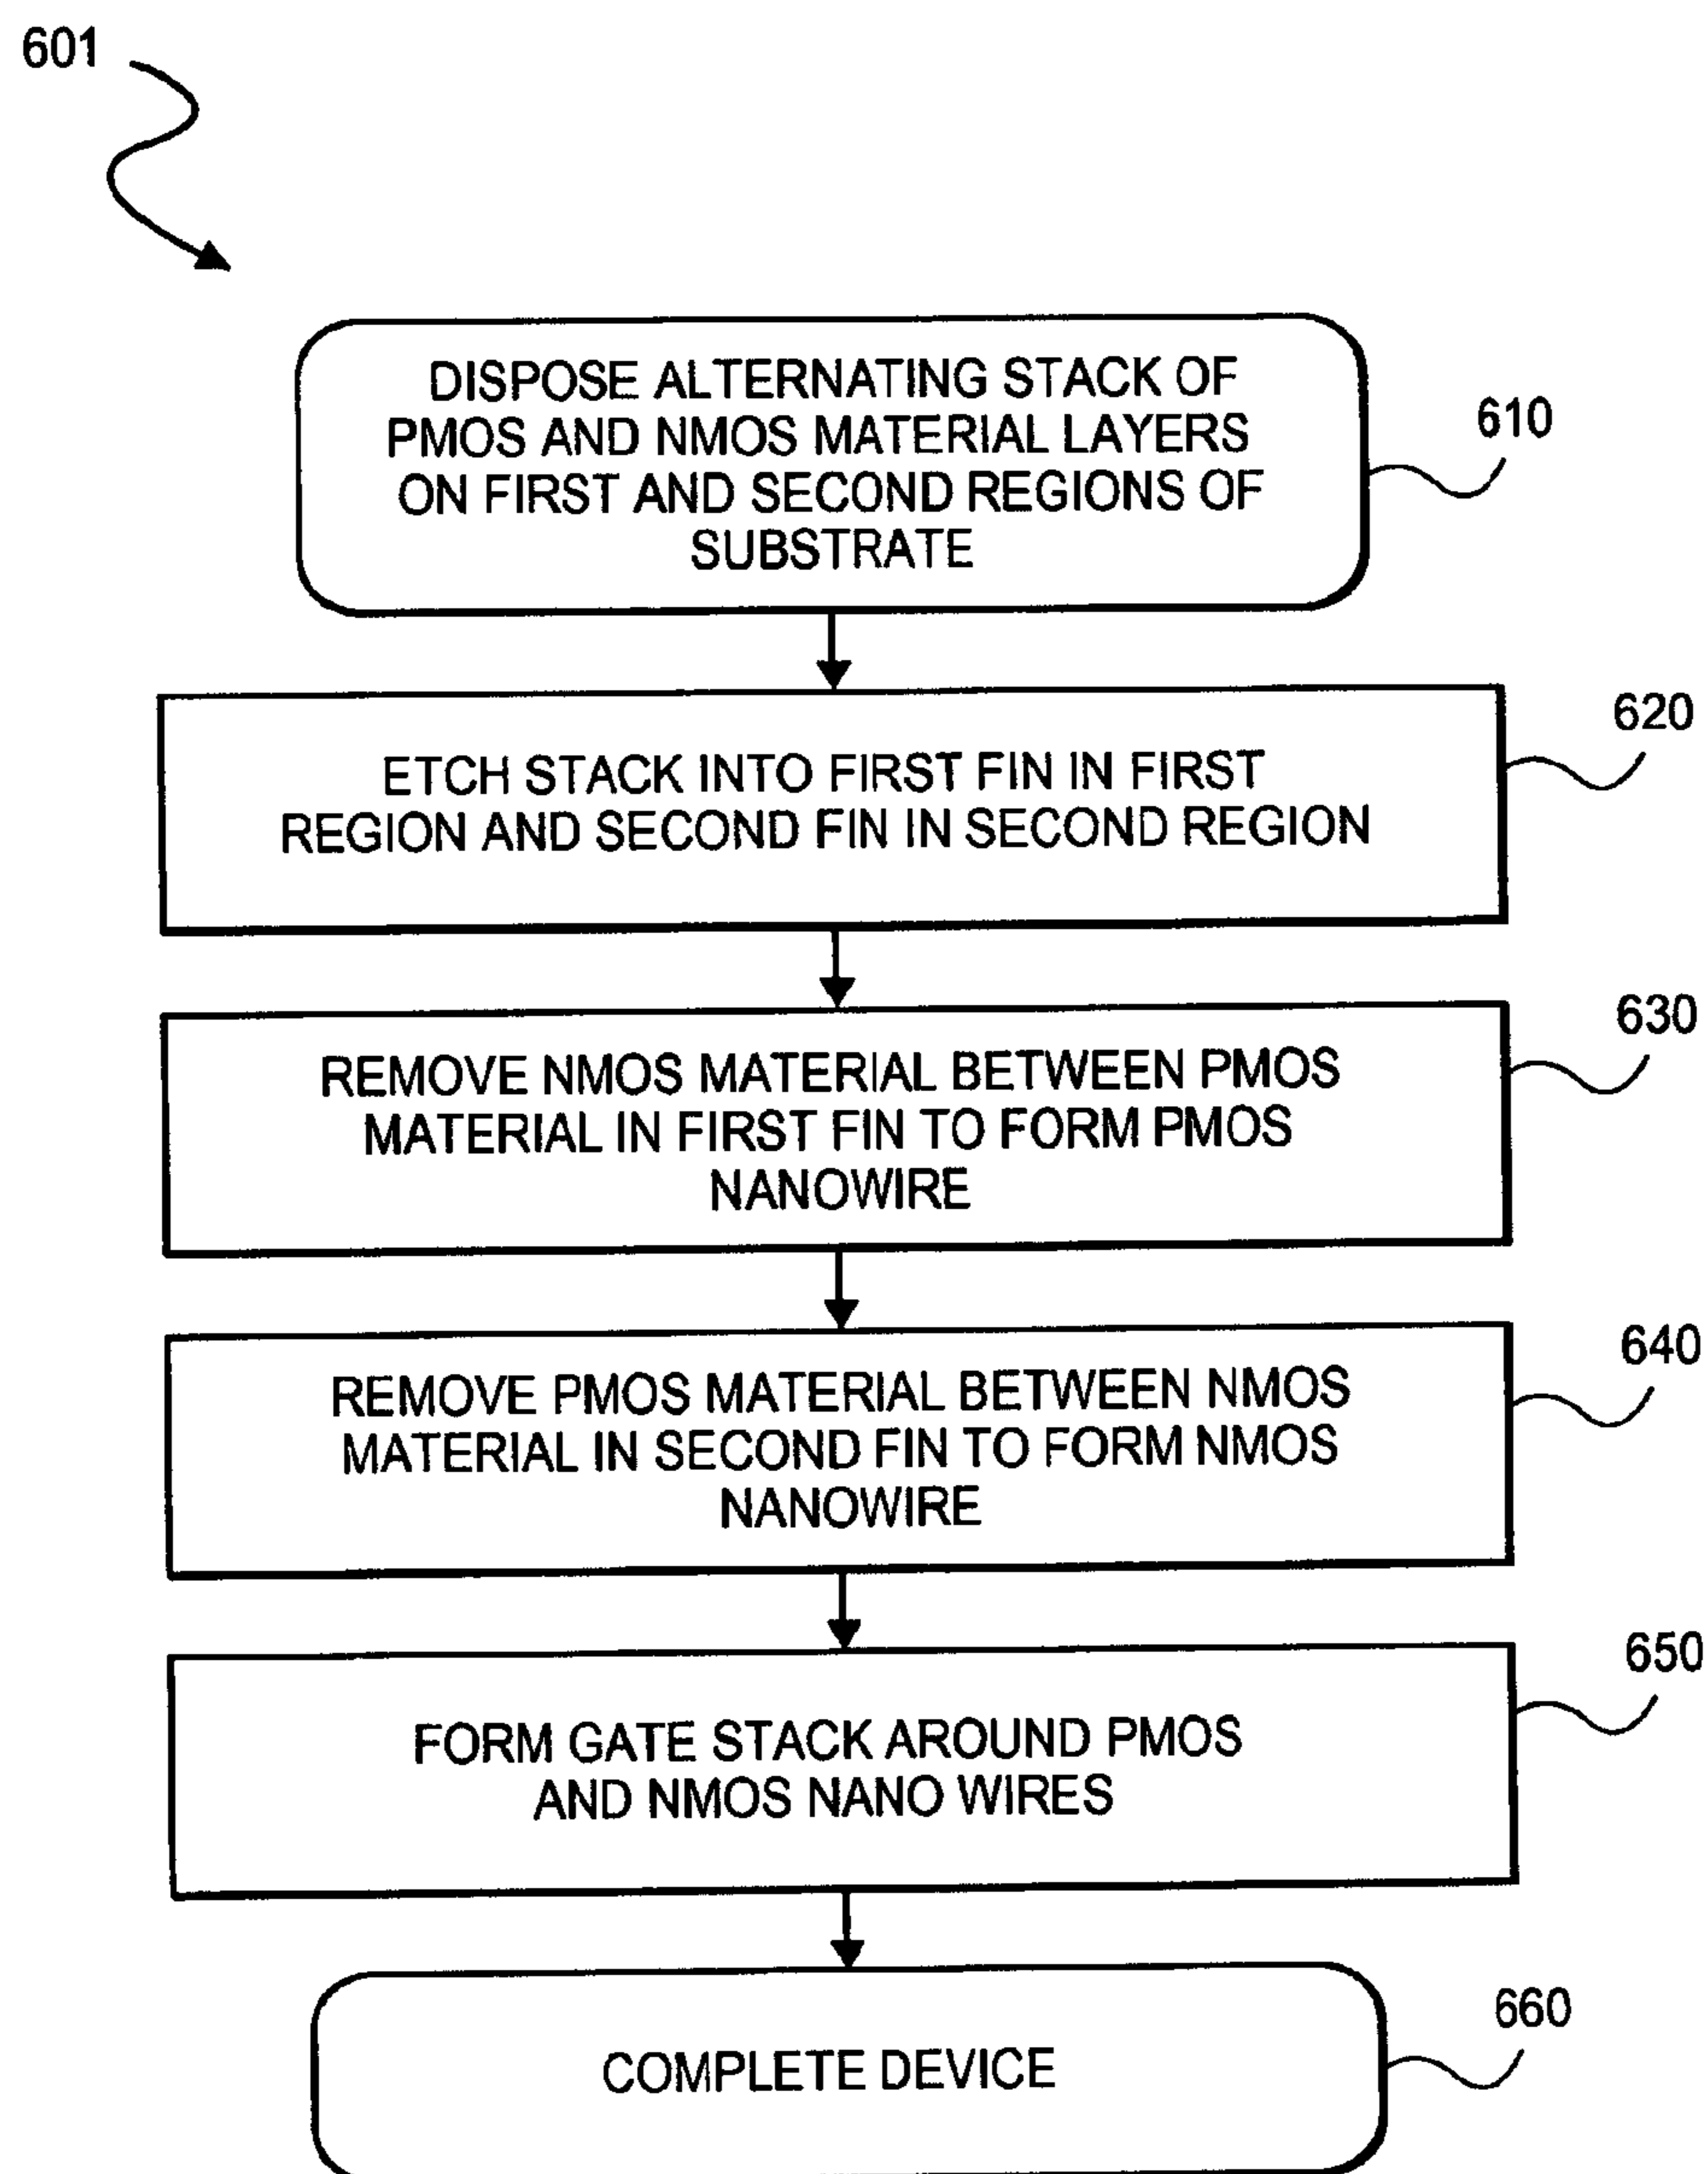 601
DISPOSE ALTERNATING STACK OF
PMOS AND NMOS MATERIAL LAYERS
ON FIRST AND SECOND REGIONS OF
SUBSTRATE
610
ETCH STACK INTO FIRST FIN IN FIRST
REGION AND SECOND FIN IN SECOND REGION
620
REMOVE NMOS MATERIAL BETWEEN PMOS
MATERIAL IN FIRST FIN TO FORM PMOS
NANOWIRE
630
REMOVE PMOS MATERIAL BETWEEN NMOS
MATERIAL IN SECOND FIN TO FORM NMOS
NANOWIRE
640
FORM GATE STACK AROUND PMOS
AND NMOS NANO WIRES
650
COMPLETE DEVICE
660